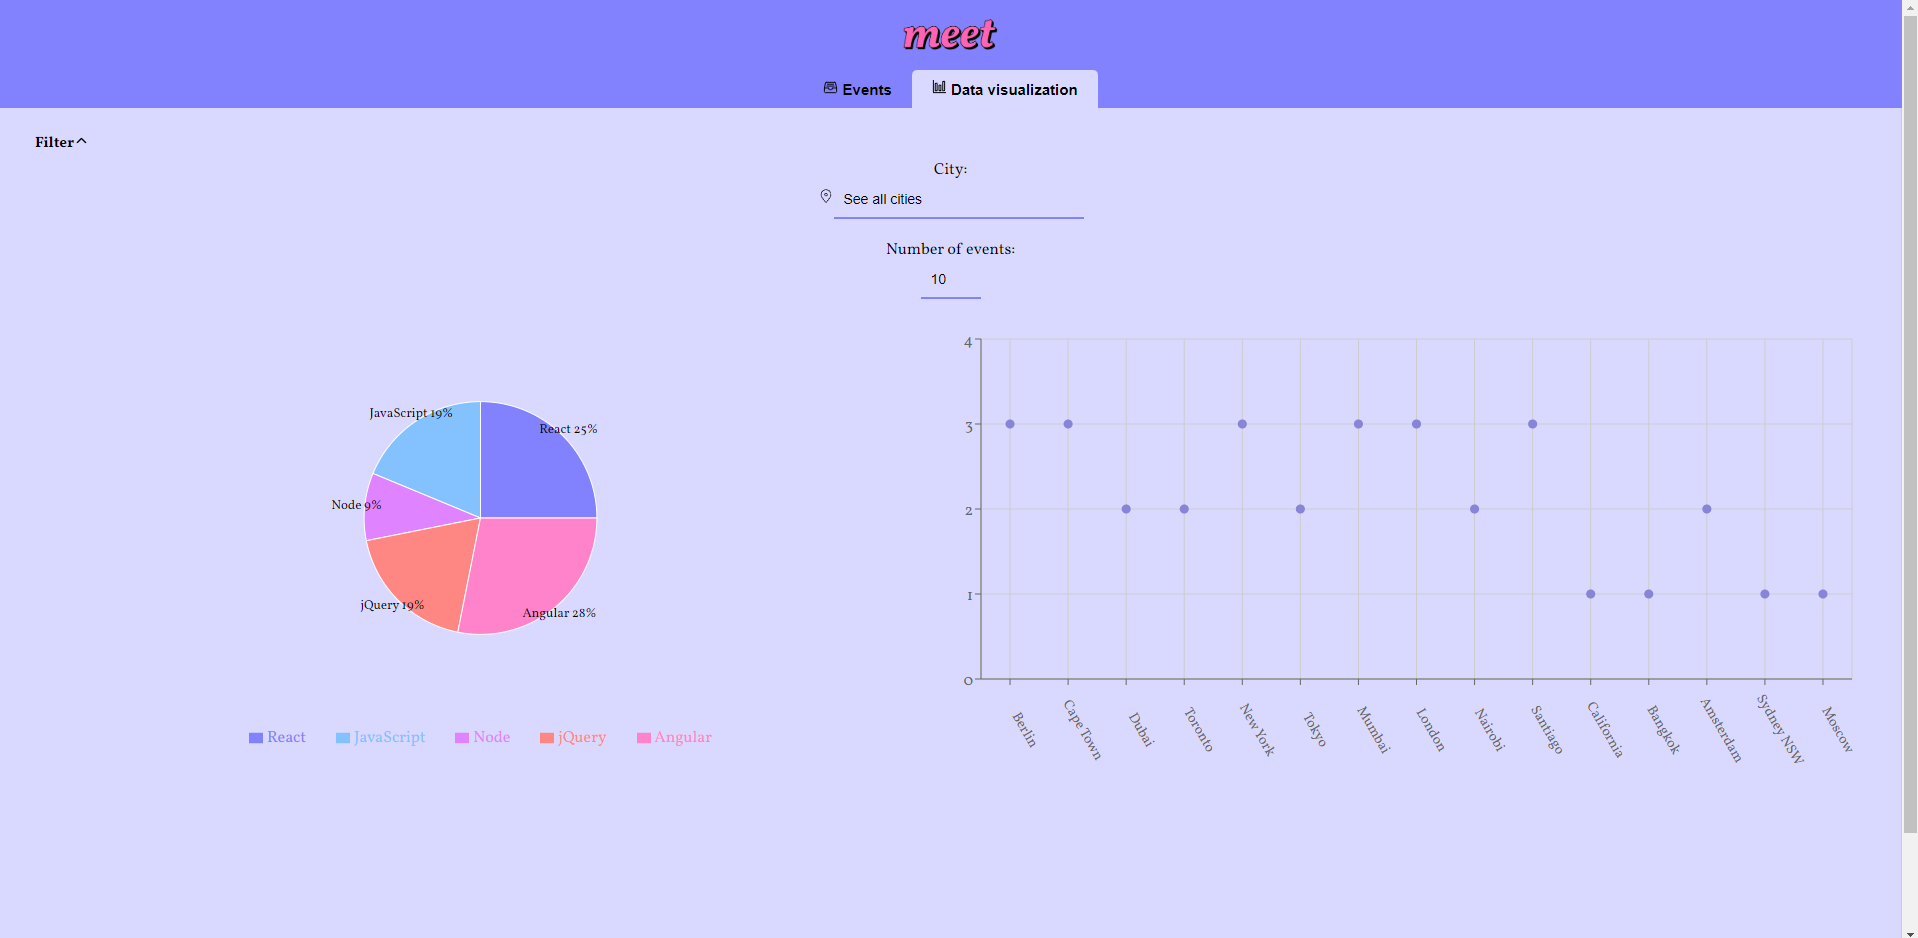 meet
Events
Data visualization
Filter
City:
See all cities
Number of events:
10
JavaScript 19%
React 25%
Node 9%
jQuery 19%
Angular 28%
React
JavaScript
Node
jQuery
Angular
4
3
2
1
0
Berlin
Cape Town
Dubai
Toronto
New York
Tokyo
Mumbai
London
Nairobi
Santiago
California
Bangkok
Amsterdam
Sydney NSW
Moscow